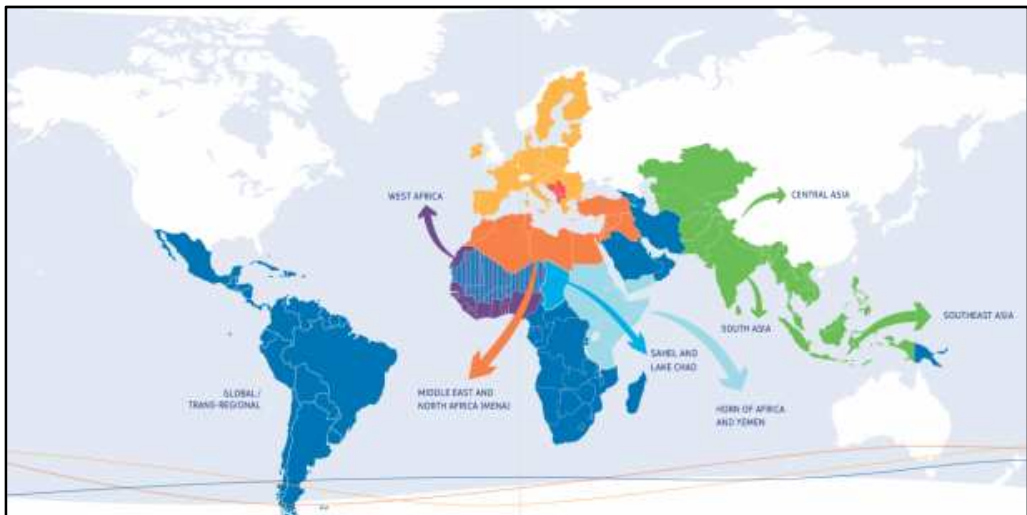 WEST AFRICA
CENTRAL ASIA
SOUTH ASIA
SOUTHEAST ASIA
SAHEL AND
LAKE CHAD
MIDDLE EAST AND
NORTH AFRICA (MENA)
GLOBAL/
TRANS-REGIONAL
HORN OF AFRICA
AND YEMEN